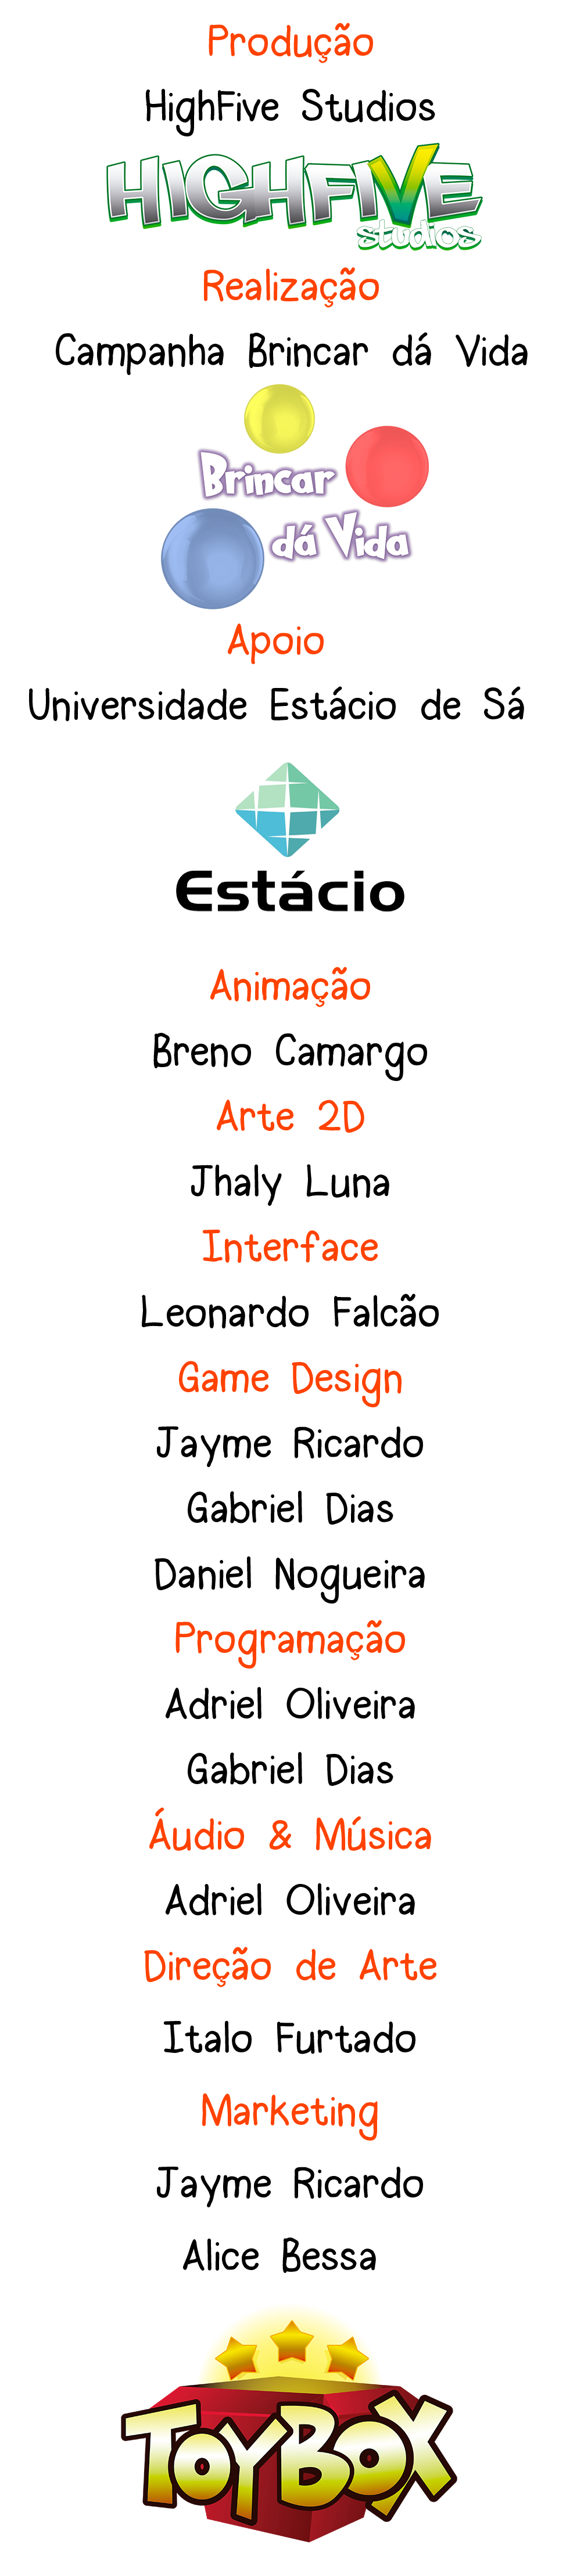 Produção
HighFive Studios
HIGHFIVE
studios
Realização
Campanha Brincar dá Vida
Brincar
dá Vida
Apoio
Universidade Estácio de Sá
Estácio
Animação
Breno Camargo
Arte 2D
Jhaly Luna
Interface
Leonardo Falcão
Game Design
Jayme Ricardo
Gabriel Dias
Daniel Nogueira
Programação
Adriel Oliveira
Gabriel Dias
Áudio & Música
Adriel Oliveira
Direção de Arte
Italo Furtado
Marketing
Jayme Ricardo
Alice Bessa
TOYBOX